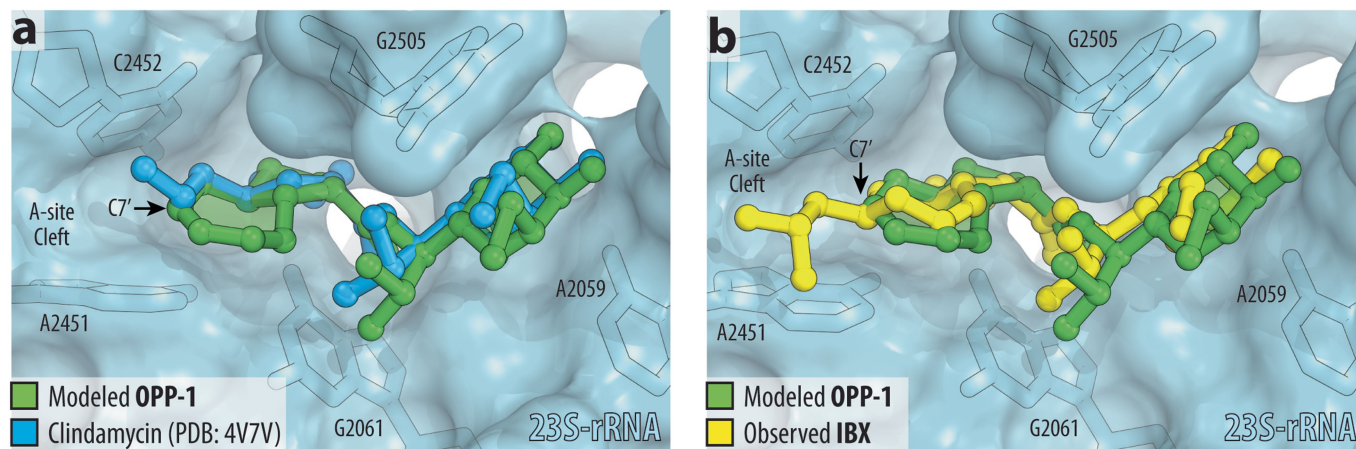 a
G2505
C2452
A-site
Cleft
C7′
A2059
A2451
Modeled OPP-1
Clindamycin (PDB: 4V7V)
G2061
23S-rRNA
b
G2505
C2452
C7′
A-site
Cleft
A2059
A2451
Modeled OPP-1
Observed IBX
G2061
23S-rRNA